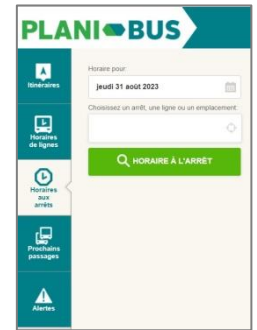 PLANI BUS
Itinéraires
Horaires
de lignes
Horaires
aux
arrêts
Prochains
passages
Alertes
Horaire pour:
jeudi 31 août 2023
Choisissez un arrêt, une ligne ou un emplacement:
HORAIRE À L'ARRÊT